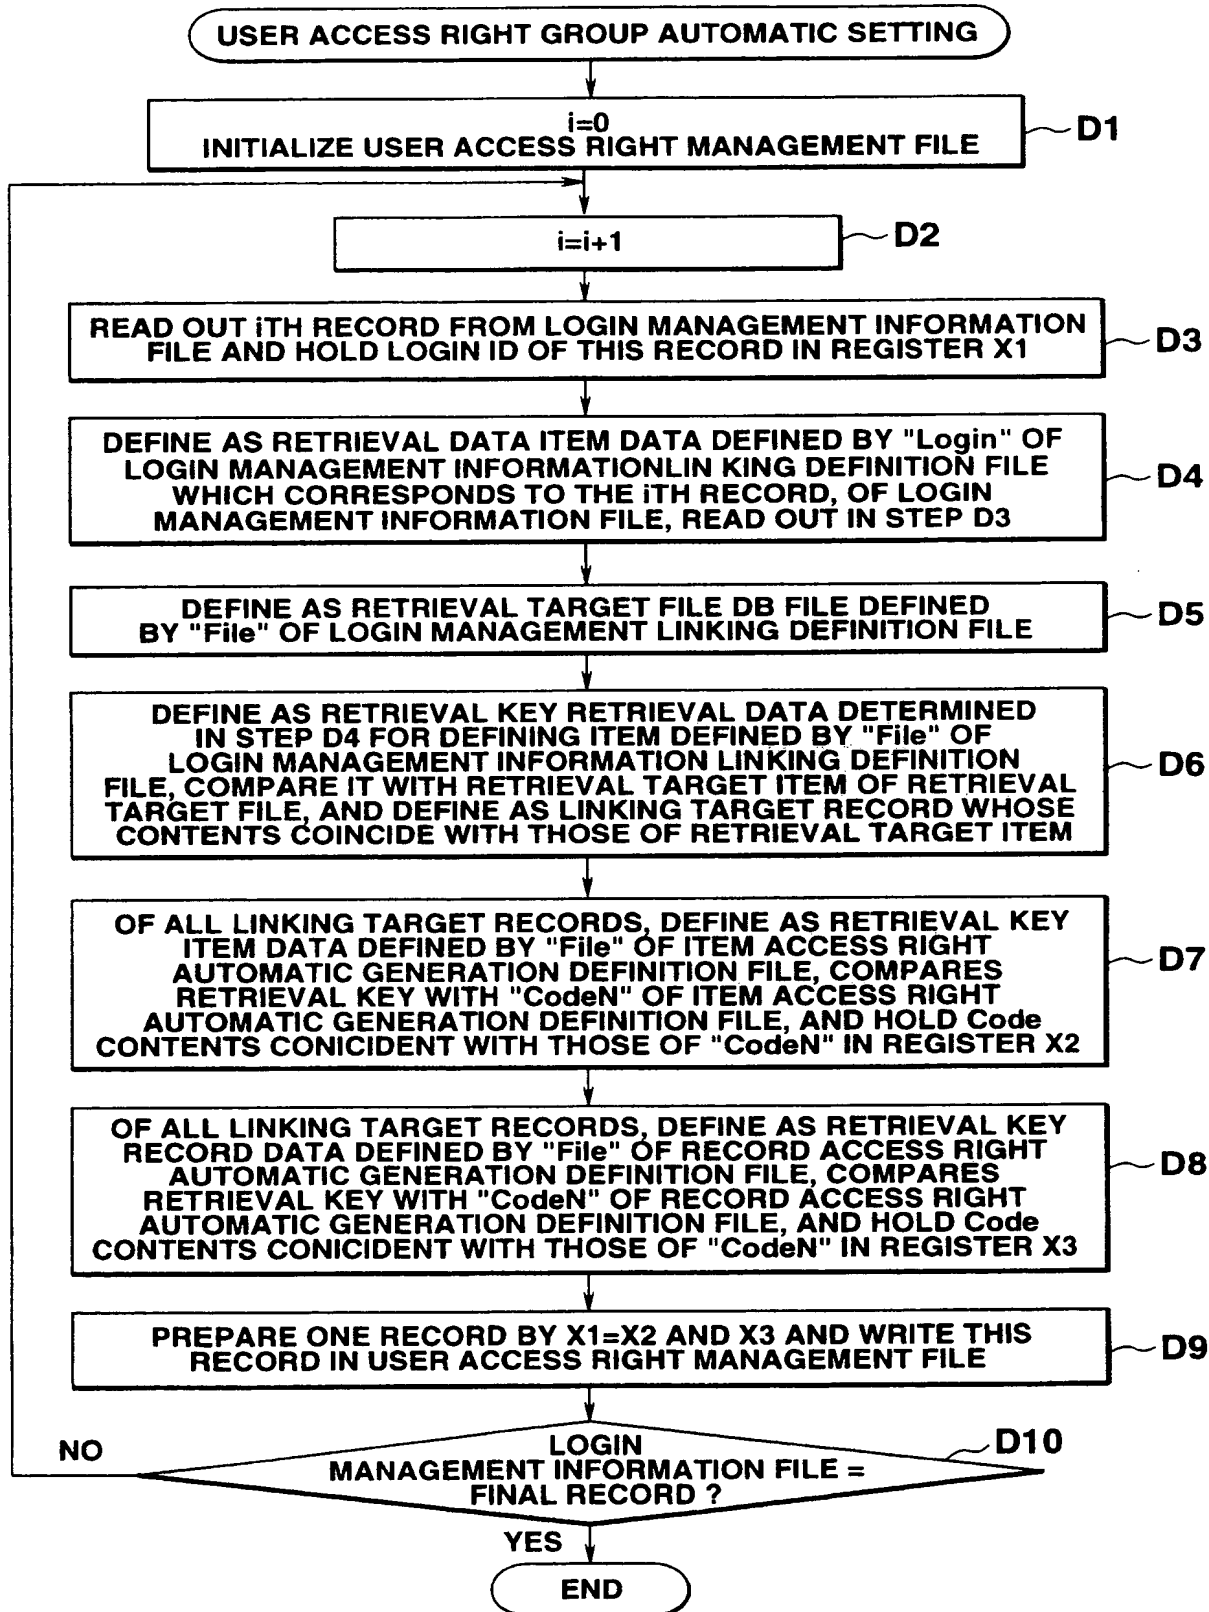 USER ACCESS RIGHT GROUP AUTOMATIC SETTING
i=0
INITIALIZE USER ACCESS RIGHT MANAGEMENT FILE
D1
i=i+1
D2
READ OUT iTH RECORD FROM LOGIN MANAGEMENT INFORMATION
FILE AND HOLD LOGIN ID OF THIS RECORD IN REGISTER X1
D3
DEFINE AS RETRIEVAL DATA ITEM DATA DEFINED BY "Login" OF
LOGIN MANAGEMENT INFORMATIONLIN KING DEFINITION FILE
WHICH CORRESPONDS TO THE iTH RECORD, OF LOGIN
MANAGEMENT INFORMATION FILE, READ OUT IN STEP D3
D4
DEFINE AS RETRIEVAL TARGET FILE DB FILE DEFINED
BY "File" OF LOGIN MANAGEMENT LINKING DEFINITION FILE
D5
DEFINE AS RETRIEVAL KEY RETRIEVAL DATA DETERMINED
IN STEP D4 FOR DEFINING ITEM DEFINED BY "File" OF
LOGIN MANAGEMENT INFORMATION LINKING DEFINITION
FILE, COMPARE IT WITH RETRIEVAL TARGET ITEM OF RETRIEVAL
TARGET FILE, AND DEFINE AS LINKING TARGET RECORD WHOSE
CONTENTS COINCIDE WITH THOSE OF RETRIEVAL TARGET ITEM
D6
OF ALL LINKING TARGET RECORDS, DEFINE AS RETRIEVAL KEY
ITEM DATA DEFINED BY "File" OF ITEM ACCESS RIGHT
AUTOMATIC GENERATION DEFINITION FILE, COMPARES
RETRIEVAL KEY WITH "CodeN" OF ITEM ACCESS RIGHT
AUTOMATIC GENERATION DEFINITION FILE, AND HOLD Code
CONTENTS CONICIDENT WITH THOSE OF "CodeN" IN REGISTER X2
D7
OF ALL LINKING TARGET RECORDS, DEFINE AS RETRIEVAL KEY
RECORD DATA DEFINED BY "File" OF RECORD ACCESS RIGHT
AUTOMATIC GENERATION DEFINITION FILE, COMPARES
RETRIEVAL KEY WITH "CodeN" OF RECORD ACCESS RIGHT
AUTOMATIC GENERATION DEFINITION FILE, AND HOLD Code
CONTENTS CONICIDENT WITH THOSE OF "CodeN" IN REGISTER X3
D8
PREPARE ONE RECORD BY X1=X2 AND X3 AND WRITE THIS
RECORD IN USER ACCESS RIGHT MANAGEMENT FILE
D9
LOGIN
MANAGEMENT INFORMATION FILE =
FINAL RECORD ?
D10
NO
YES
END